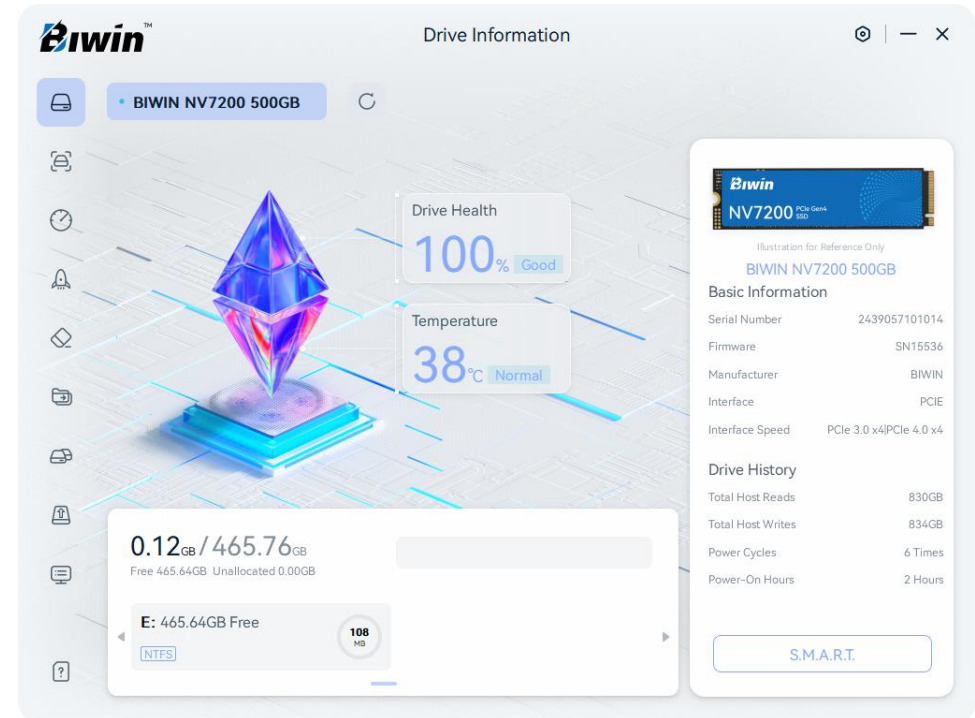 Biwin™
Drive Information
BIWIN NV7200 500GB
Drive Health
100% Good
Temperature
38°C Normal
0.12GB/465.76GB
Free 465.64GB Unallocated 0.00GB
E: 465.64GB Free
108
MB
NTFS
Biwin
NV7200 PCIe Gen4
SSD
Illustration for Reference Only
BIWIN NV7200 500GB
Basic Information
Serial Number 2439057101014
Firmware SN15536
Manufacturer BIWIN
Interface PCIE
Interface Speed PCIe 3.0 x4|PCIe 4.0 x4
Drive History
Total Host Reads 830GB
Total Host Writes 834GB
Power Cycles 6 Times
Power-On Hours 2 Hours
S.M.A.R.T.